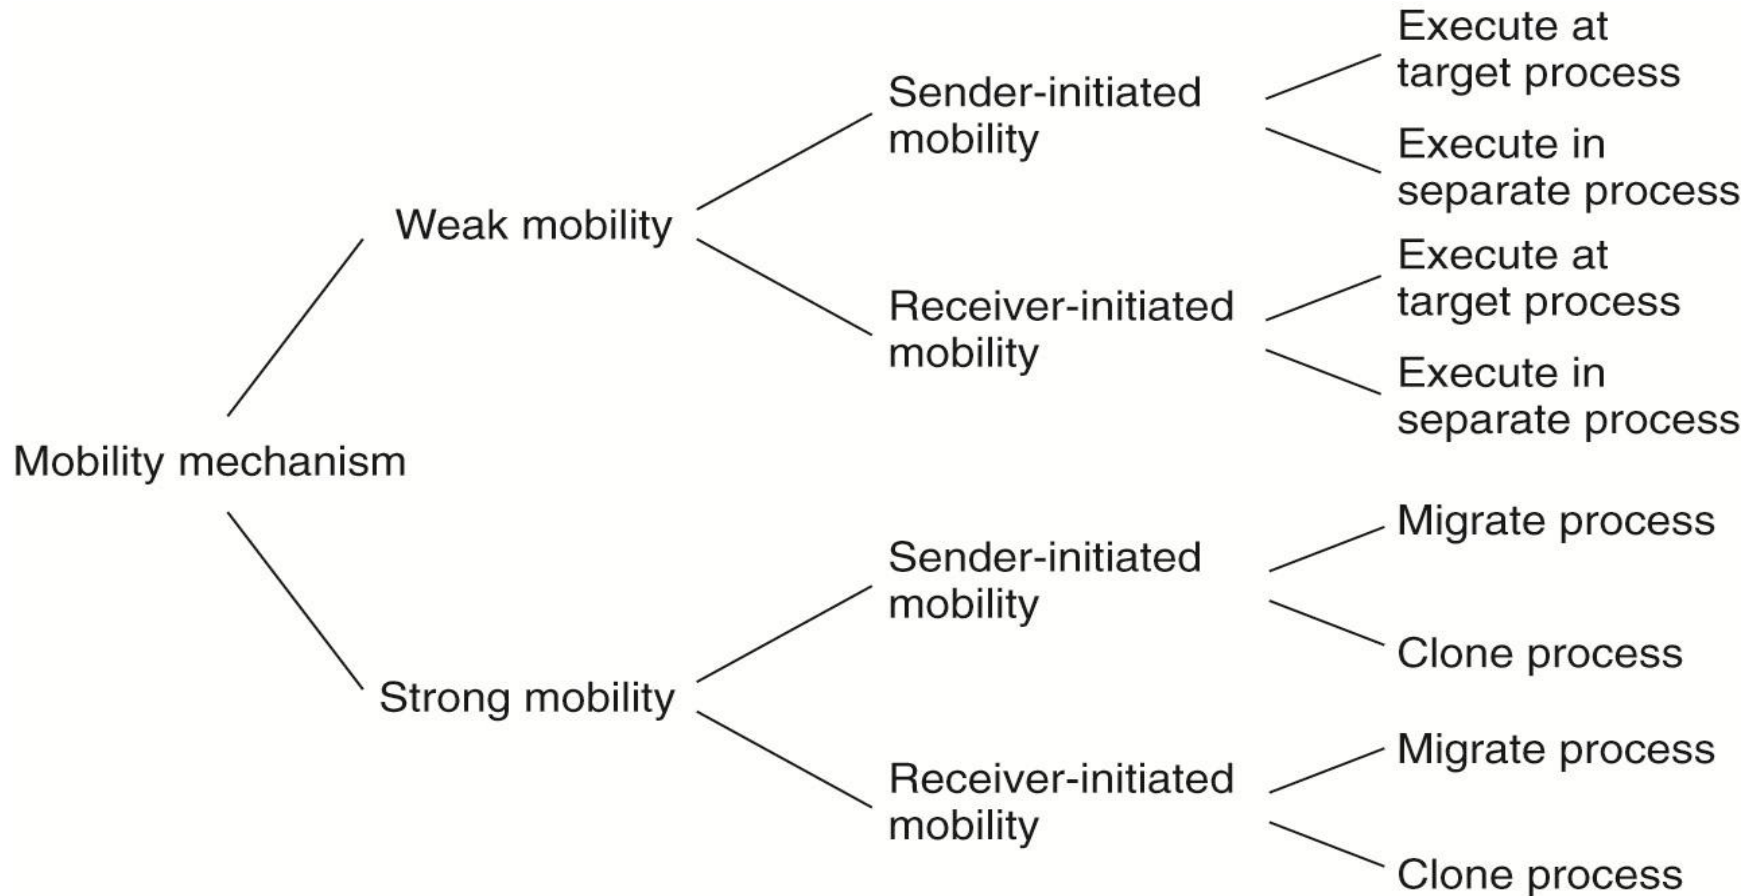 Execute at
target process
Sender-initiated
mobility
Execute in
separate process
Weak mobility
Execute at
target process
Receiver-initiated
mobility
Execute in
separate process
Mobility mechanism
Migrate process
Sender-initiated
mobility
Clone process
Strong mobility
Migrate process
Receiver-initiated
mobility
Clone process